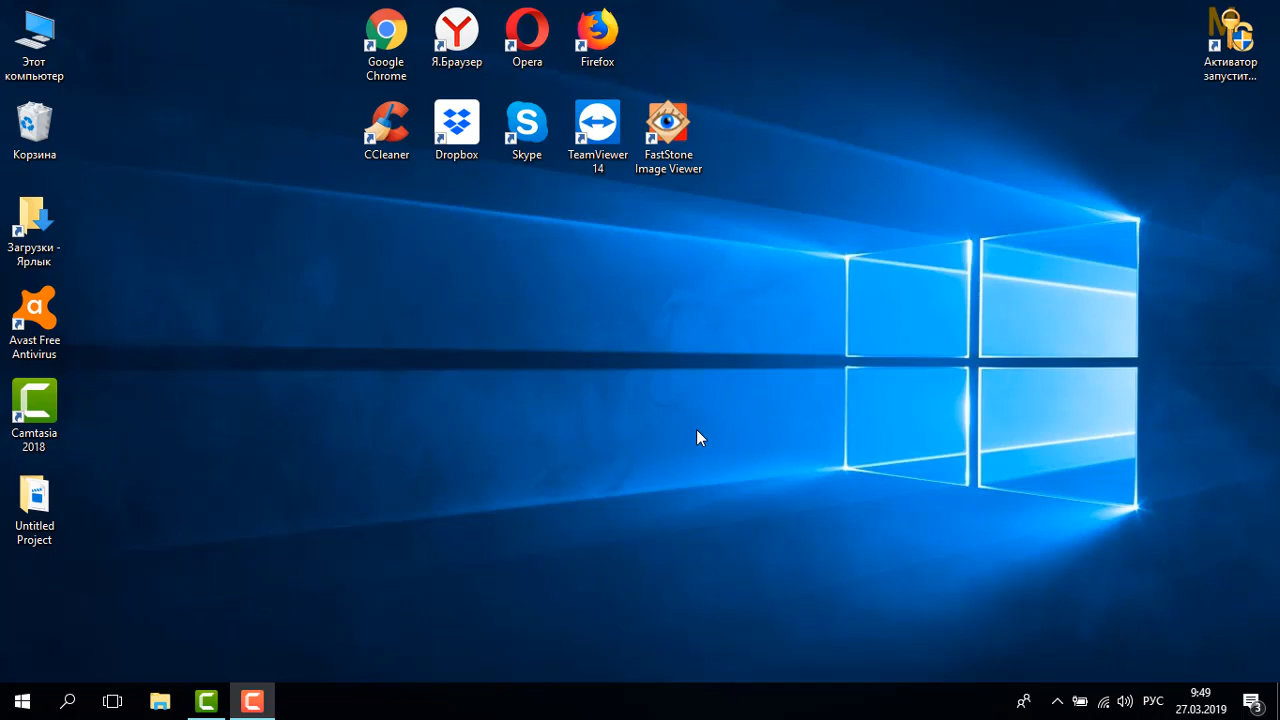 Этот
компьютер
Корзина
Загрузки -
Ярлык
Avast Free
Antivirus
Camtasia
2018
Untitled
Project
Google
Chrome
Я.Браузер
Opera
Firefox
CCleaner
Dropbox
Skype
TeamViewer
14
FastStone
Image Viewer
Активатор
запустит...
РУС
9:49
27.03.2019
3